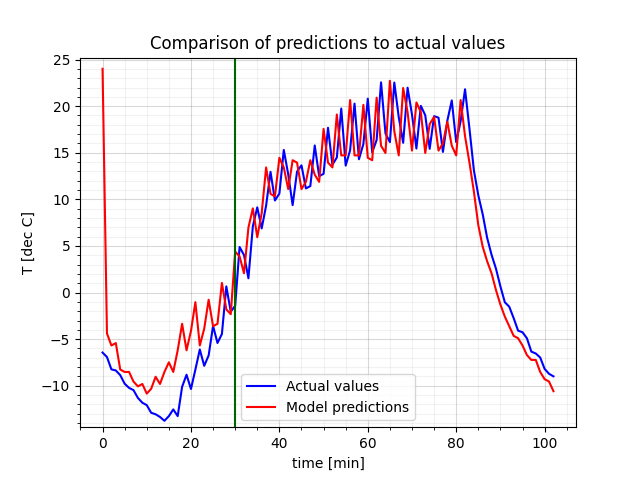 Comparison of predictions to actual values
T [dec C]
25
20
15
10
5
0
−5
−10
0
20
40
60
80
100
time [min]
Actual values
Model predictions